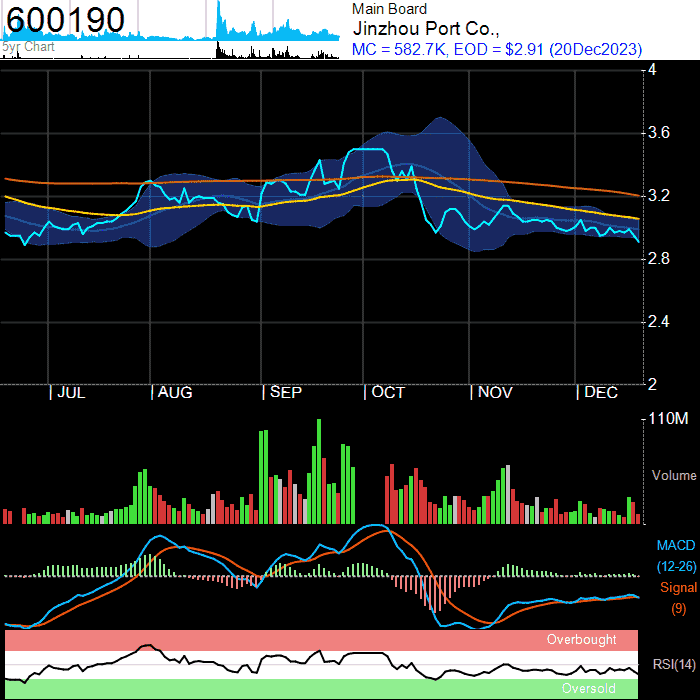 600190
5yr Chart
Main Board
Jinzhou Port Co.,
MC = 582.7K, EOD = $2.91 (20Dec2023)
4
3.6
3.2
2.8
2.4
2
| JUL | AUG | SEP | OCT | NOV | DEC
110M
Volume
MACD
(12-26)
Signal
(9)
Overbought
RSI(14)
Oversold